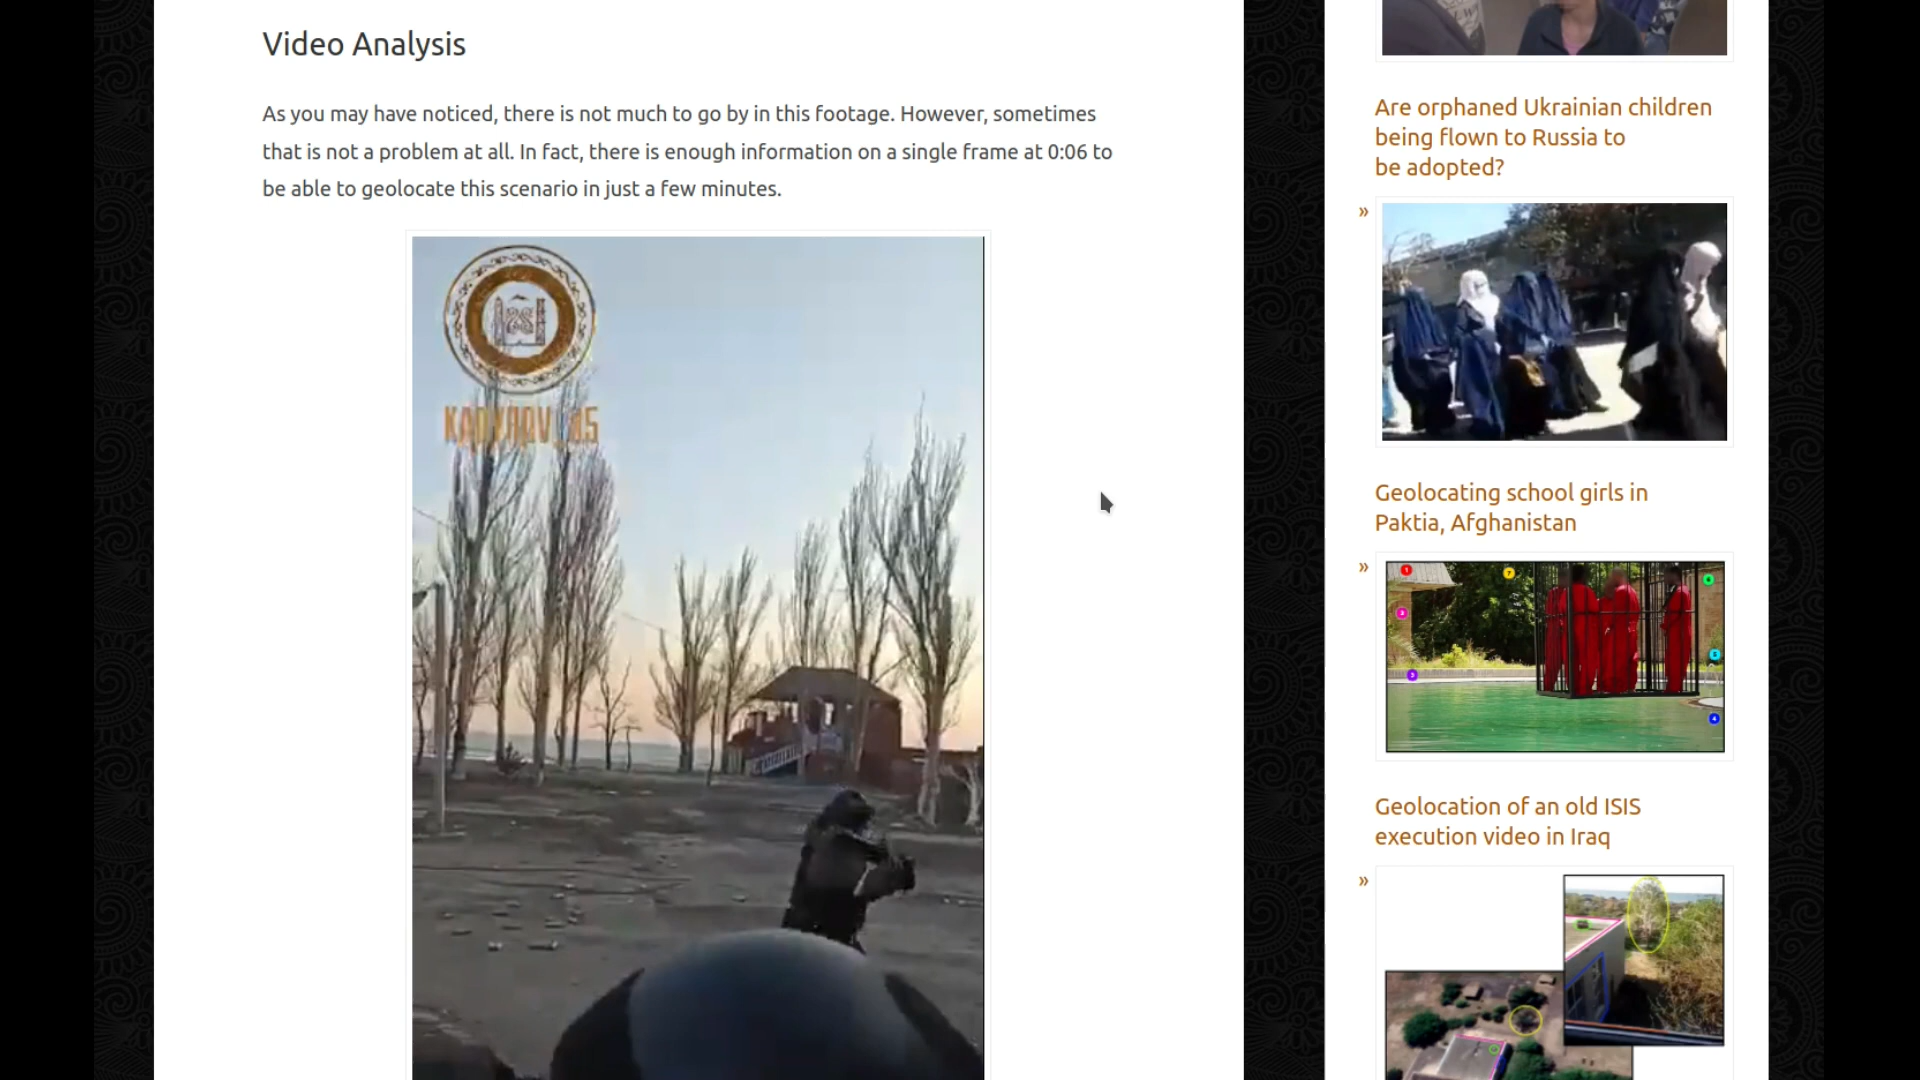 Video Analysis
As you may have noticed, there is not much to go by in this footage. However, sometimes
that is not a problem at all. In fact, there is enough information on a single frame at 0:06 to
be able to geolocate this scenario in just a few minutes.
KADYROV_95
Are orphaned Ukrainian children
being flown to Russia to
be adopted?
»
Geolocating school girls in
Paktia, Afghanistan
»
Geolocation of an old ISIS
execution video in Iraq
»